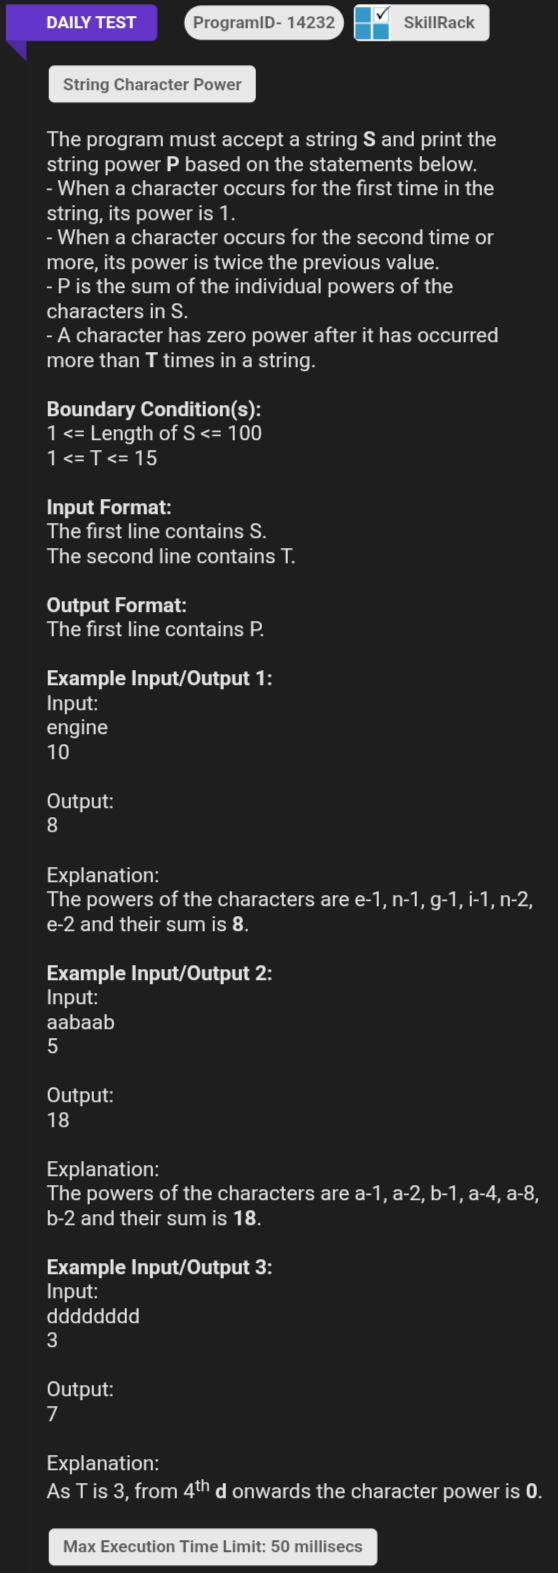 DAILY TEST
ProgramID- 14232
SkillRack
String Character Power
The program must accept a string S and print the
string power P based on the statements below.
- When a character occurs for the first time in the
string, its power is 1.
- When a character occurs for the second time or
more, its power is twice the previous value.
- P is the sum of the individual powers of the
characters in S.
- A character has zero power after it has occurred
more than T times in a string.
Boundary Condition(s):
1 <= Length of S <= 100
1 <= T <= 15
Input Format:
The first line contains S.
The second line contains T.
Output Format:
The first line contains P.
Example Input/Output 1:
Input:
engine
10
Output:
8
Explanation:
The powers of the characters are e-1, n-1, g-1, i-1, n-2,
e-2 and their sum is 8.
Example Input/Output 2:
Input:
aabaab
5
Output:
18
Explanation:
The powers of the characters are a-1, a-2, b-1, a-4, a-8,
b-2 and their sum is 18.
Example Input/Output 3:
Input:
dddddddd
3
Output:
7
Explanation:
As T is 3, from 4th d onwards the character power is 0.
Max Execution Time Limit: 50 millisecs